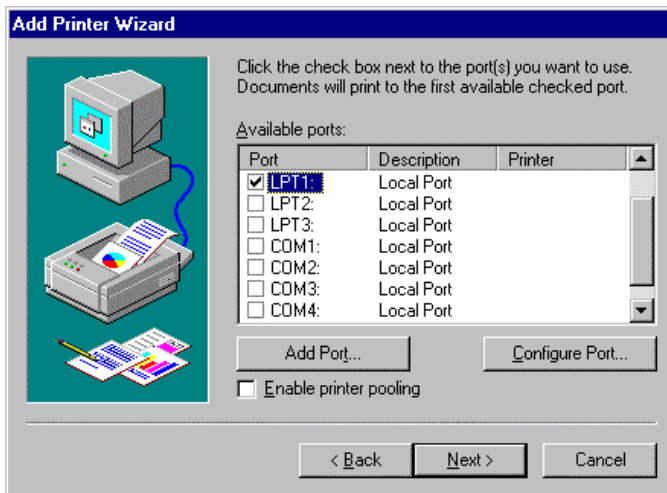 Add Printer Wizard
Click the check box next to the port(s) you want to use.
Documents will print to the first available checked port.
Available ports:
Port Description Printer
LPT1: Local Port
LPT2: Local Port
LPT3: Local Port
COM1: Local Port
COM2: Local Port
COM3: Local Port
COM4: Local Port
Add Port... Configure Port...
Enable printer pooling
< Back Next > Cancel